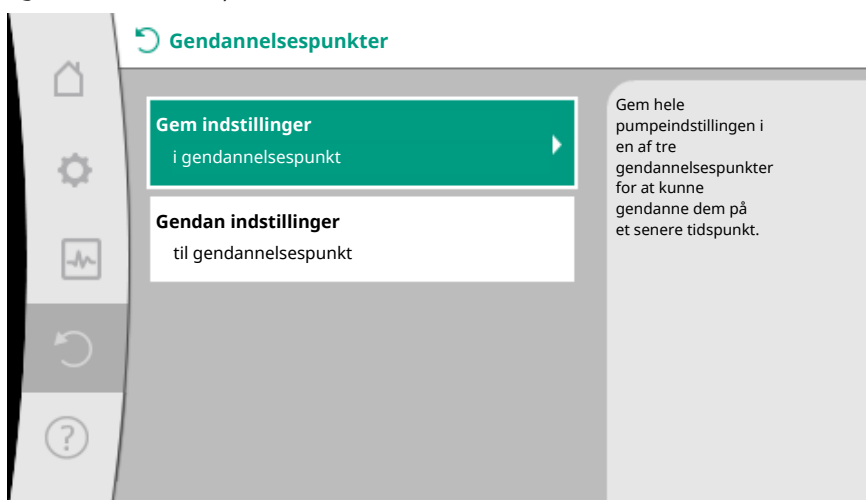 Gendannelsespunkter
Gem indstillinger
i gendannelsespunkt
Gendan indstillinger
til gendannelsespunkt
Gem hele
pumpeindstillingen i
en af tre
gendannelsespunkter
for at kunne
gendanne dem på
et senere tidspunkt.
?